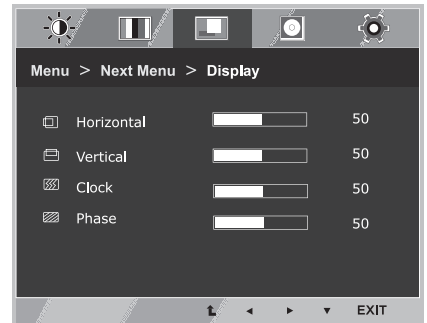 Menu > Next Menu > Display
Horizontal 50
Vertical 50
Clock 50
Phase 50
EXIT